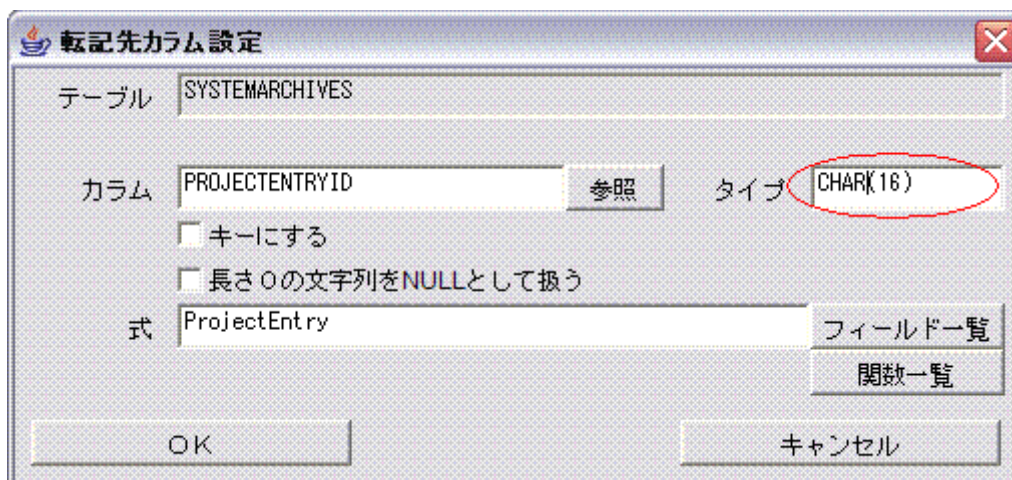 転記先カラム設定
テーブル SYSTEMARCHIVES
カラム PROJECTENTRYID 参照 タイプ CHAR(16)
キーにする
長さ0の文字列をNULLとして扱う
式 ProjectEntry フィールド一覧
関数一覧
OK キャンセル